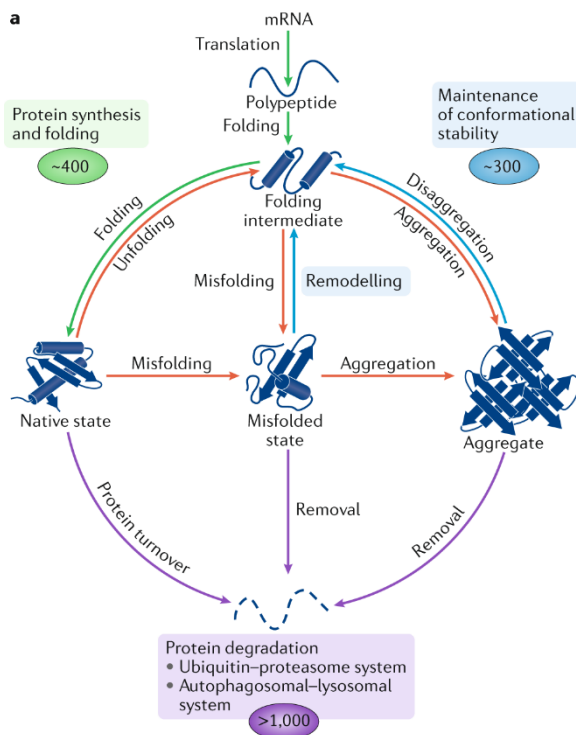 a
mRNA
Translation
Polypeptide
Folding
Protein synthesis
and folding
~400
Maintenance
of conformational
stability
~300
Folding
intermediate
Folding
Unfolding
Disaggregation
Aggregation
Misfolding
Remodelling
Misfolding
Aggregation
Native state
Misfolded
state
Aggregate
Protein turnover
Removal
Removal
Protein degradation
• Ubiquitin–proteasome system
• Autophagosomal–lysosomal
system
>1,000